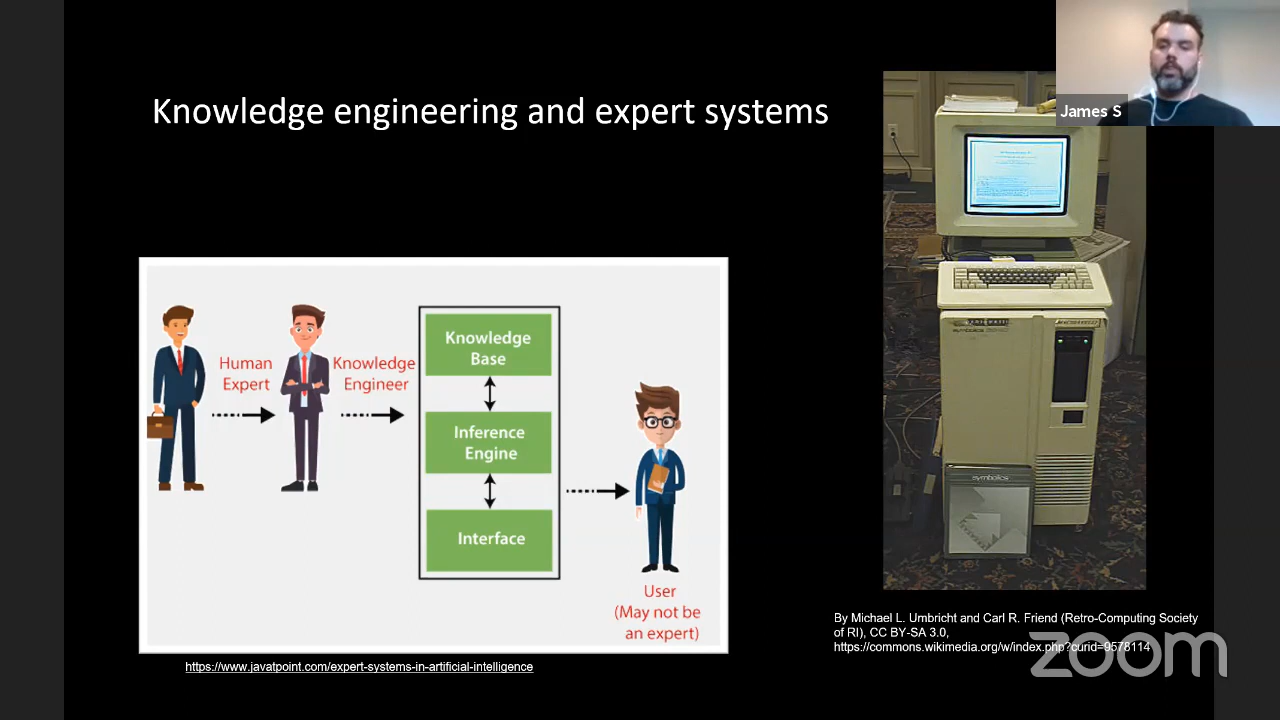 Knowledge engineering and expert systems
James S
Human
Expert
Knowledge
Engineer
Knowledge
Base
Inference
Engine
Interface
User
(May not be
an expert)
https://www.javatpoint.com/expert-systems-in-artificial-intelligence
symbolics
By Michael L. Umbricht and Carl R. Friend (Retro-Computing Society
of RI), CC BY-SA 3.0,
https://commons.wikimedia.org/w/index.php?curid=9578114
zoom